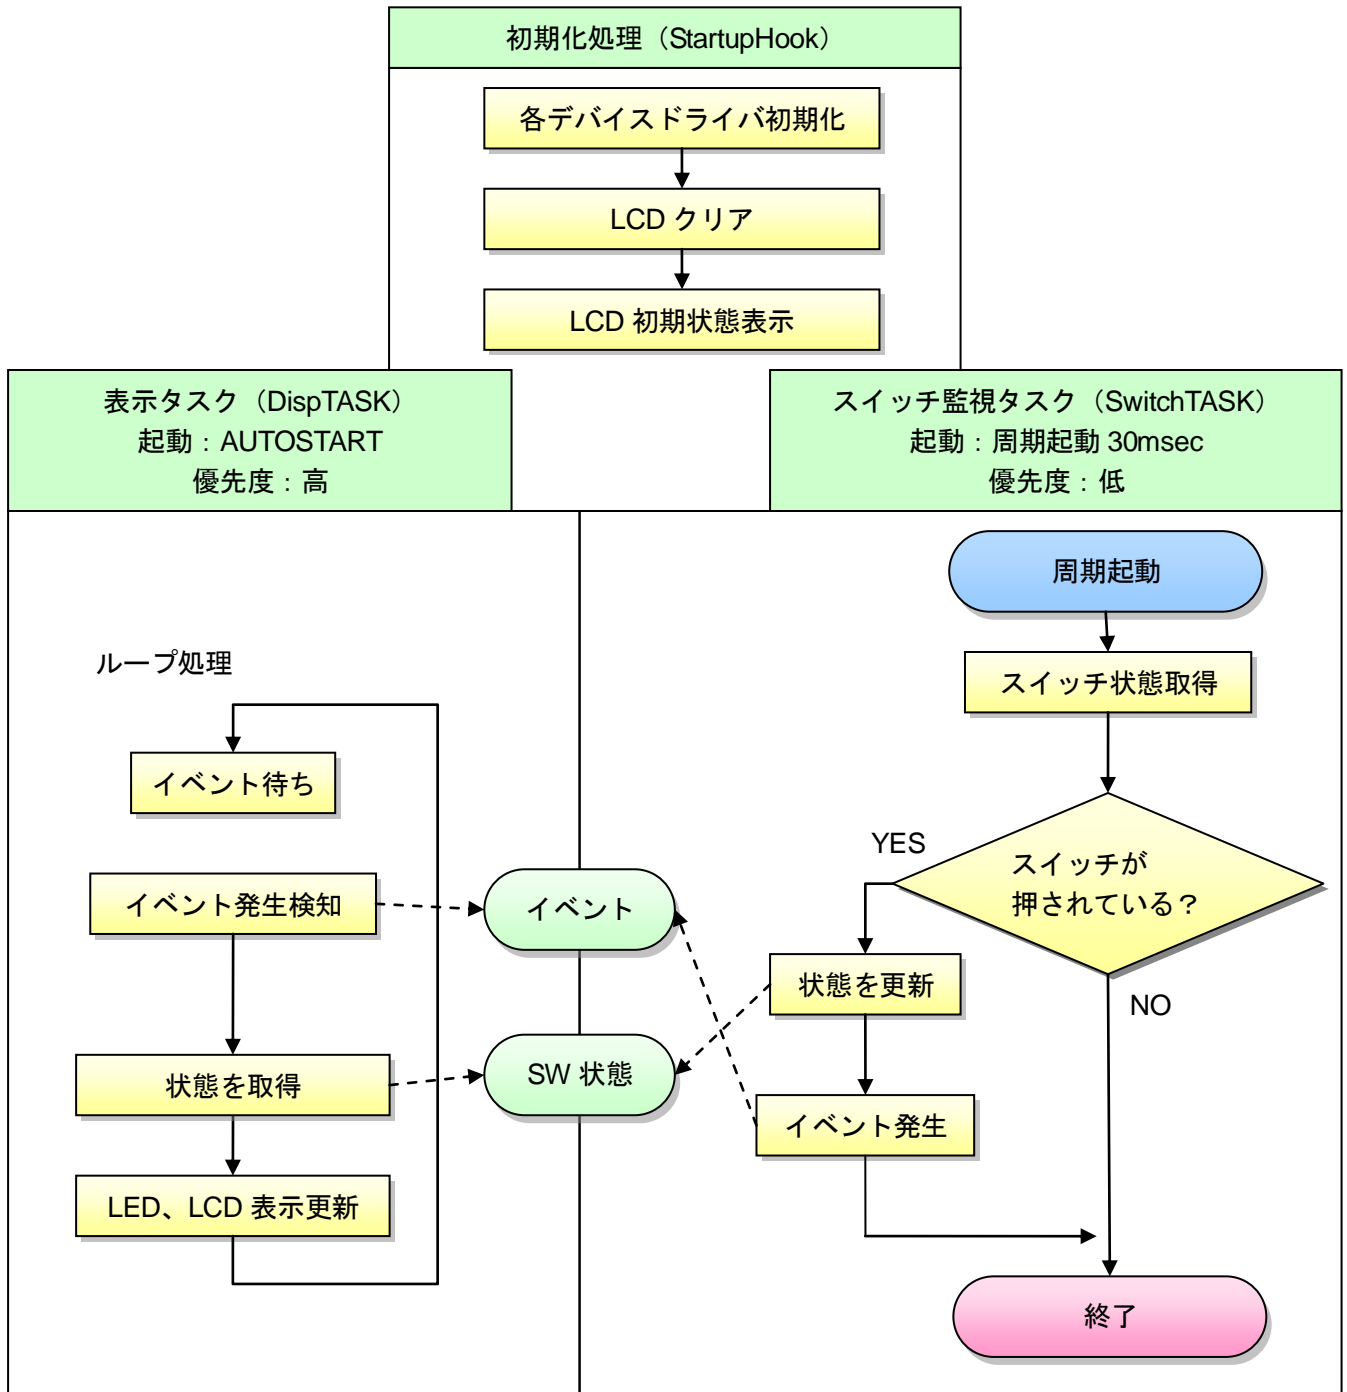 初期化処理（StartupHook）
各デバイスドライバ初期化
LCD クリア
LCD 初期状態表示
表示タスク（DispTASK）
起動：AUTOSTART
優先度：高
スイッチ監視タスク（SwitchTASK）
起動：周期起動 30msec
優先度：低
ループ処理
イベント待ち
イベント発生検知
状態を取得
LED、LCD 表示更新
イベント
SW 状態
周期起動
スイッチ状態取得
スイッチが
押されている？
YES
NO
状態を更新
イベント発生
終了